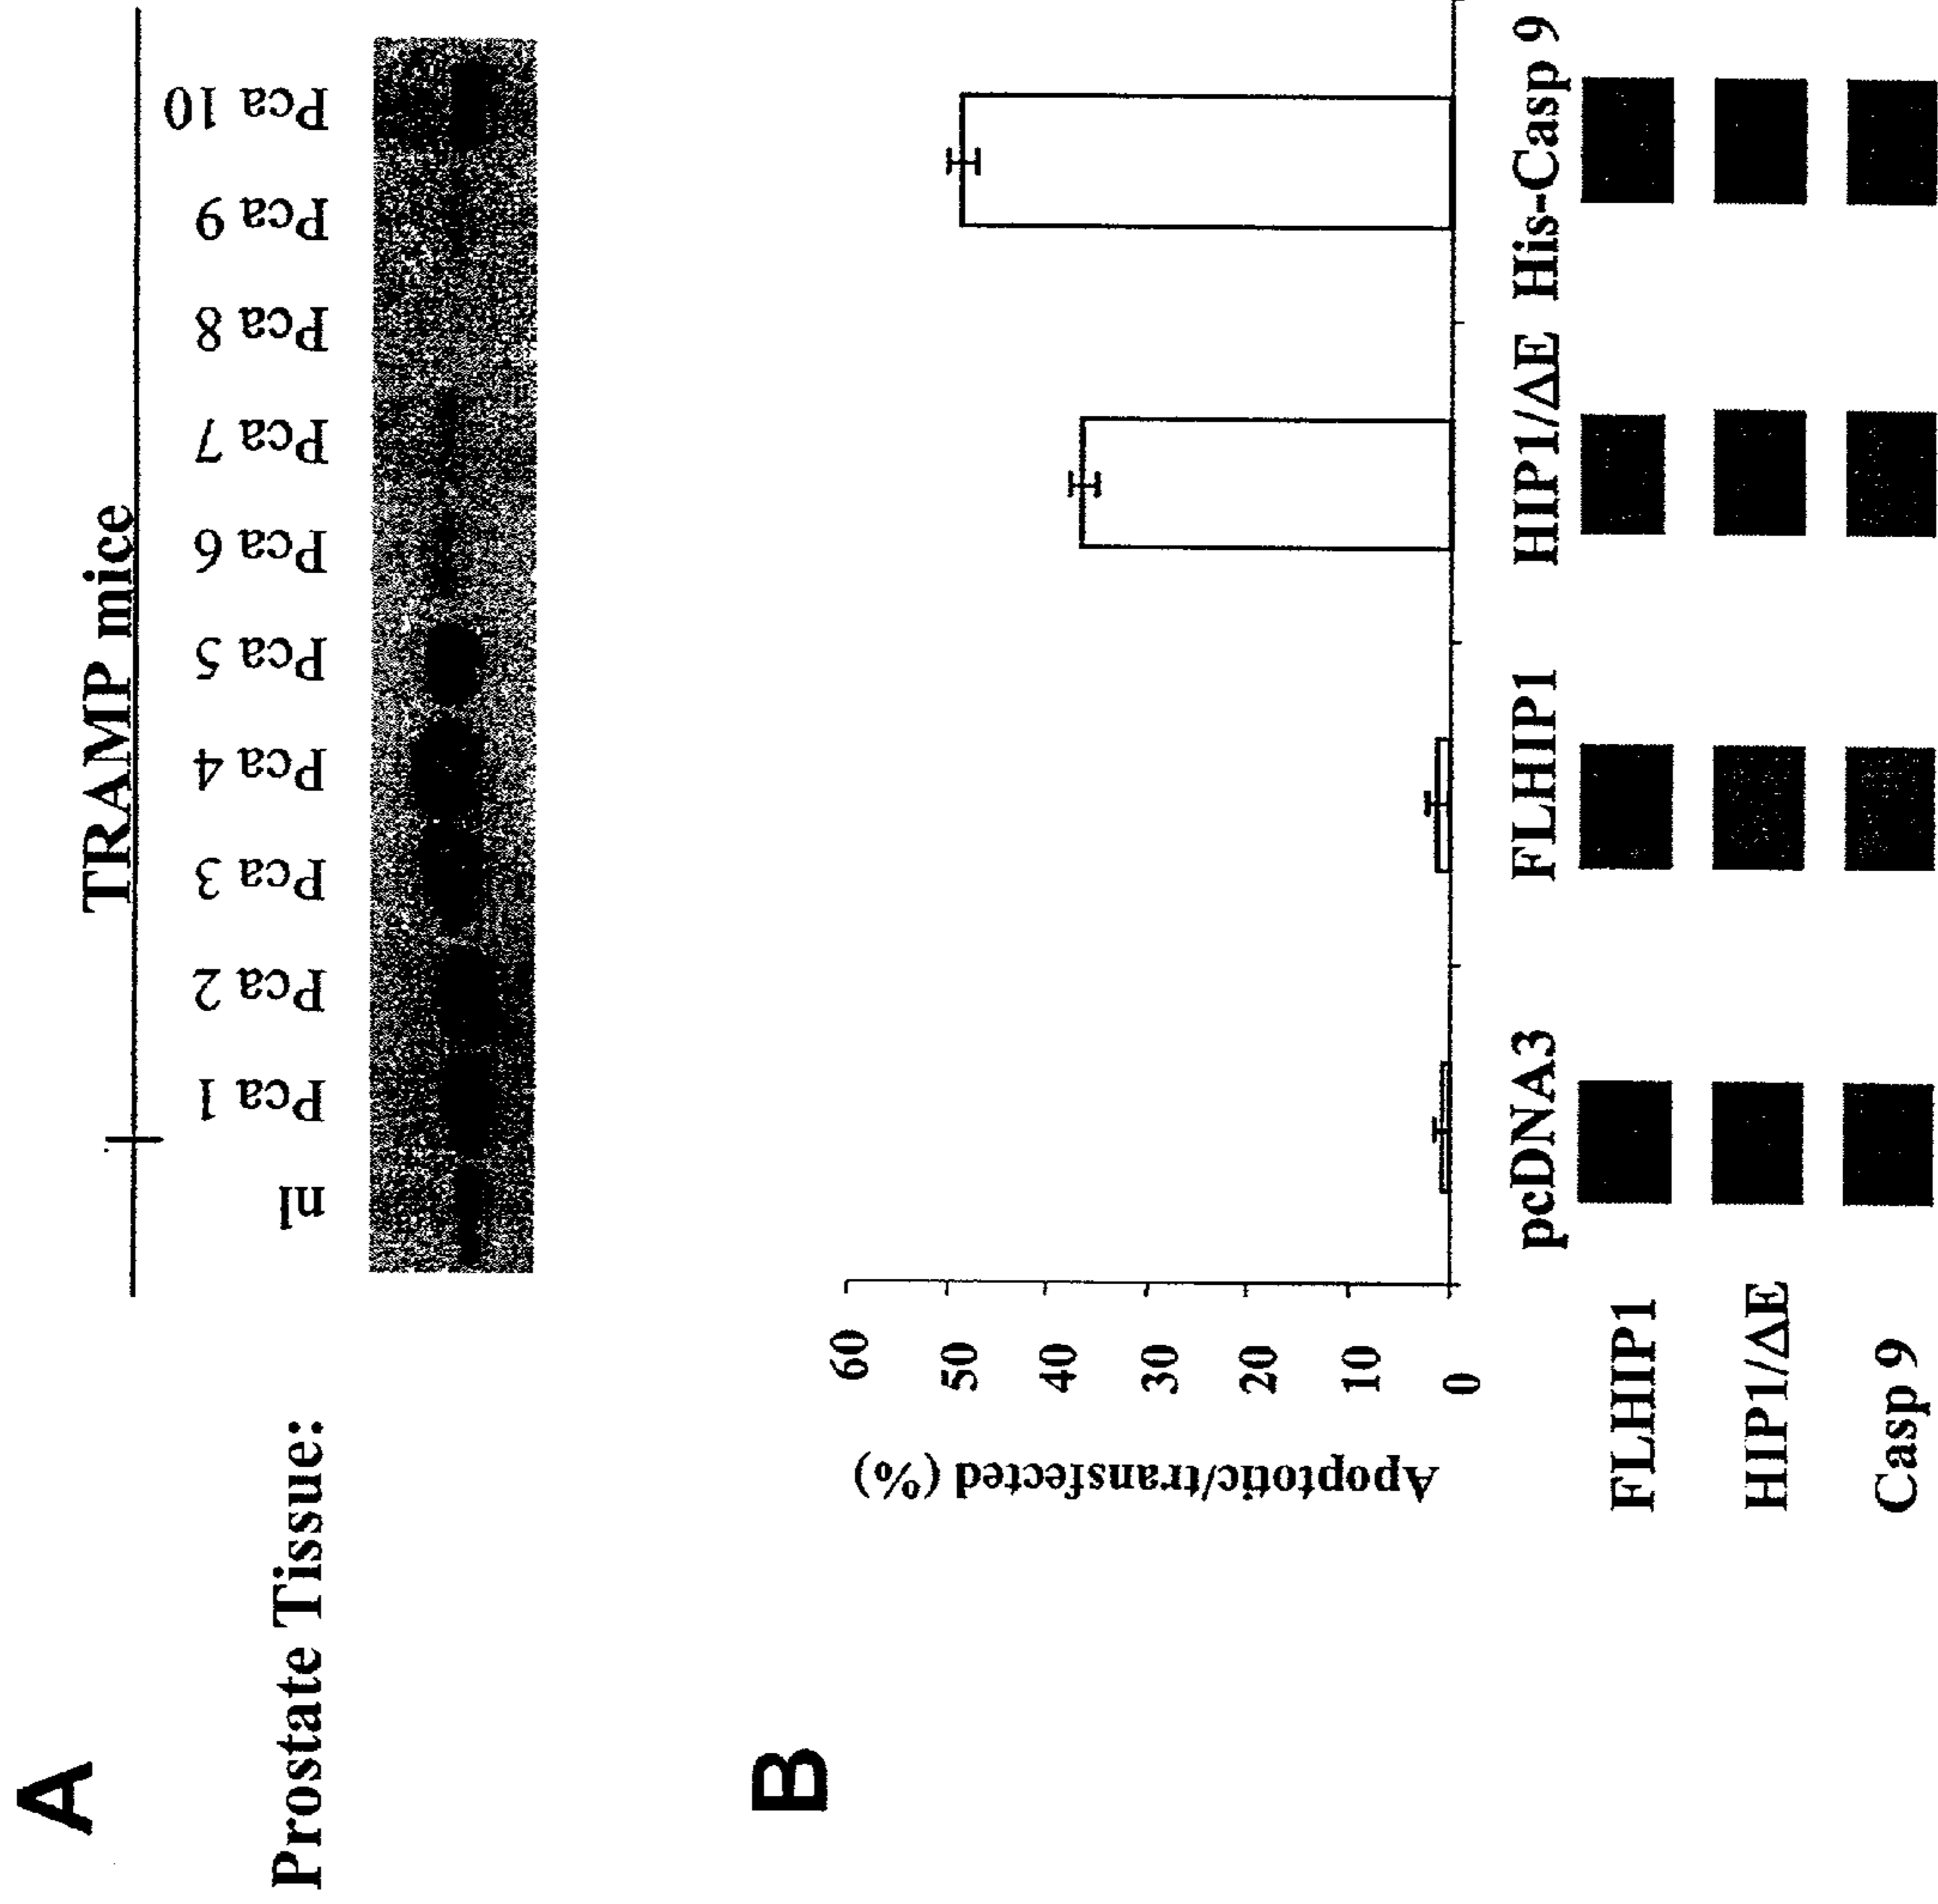 A
TRAMP mice
Prostate Tissue:
nl
Pca 1
Pca 2
Pca 3
Pca 4
Pca 5
Pca 6
Pca 7
Pca 8
Pca 9
Pca 10
B
Apoptotic/transfected (%)
60
50
40
30
20
10
0
pcDNA3 FLHIP1 HIP1/ΔE His-Casp 9
FLHIP1
HIP1/ΔE
Casp 9